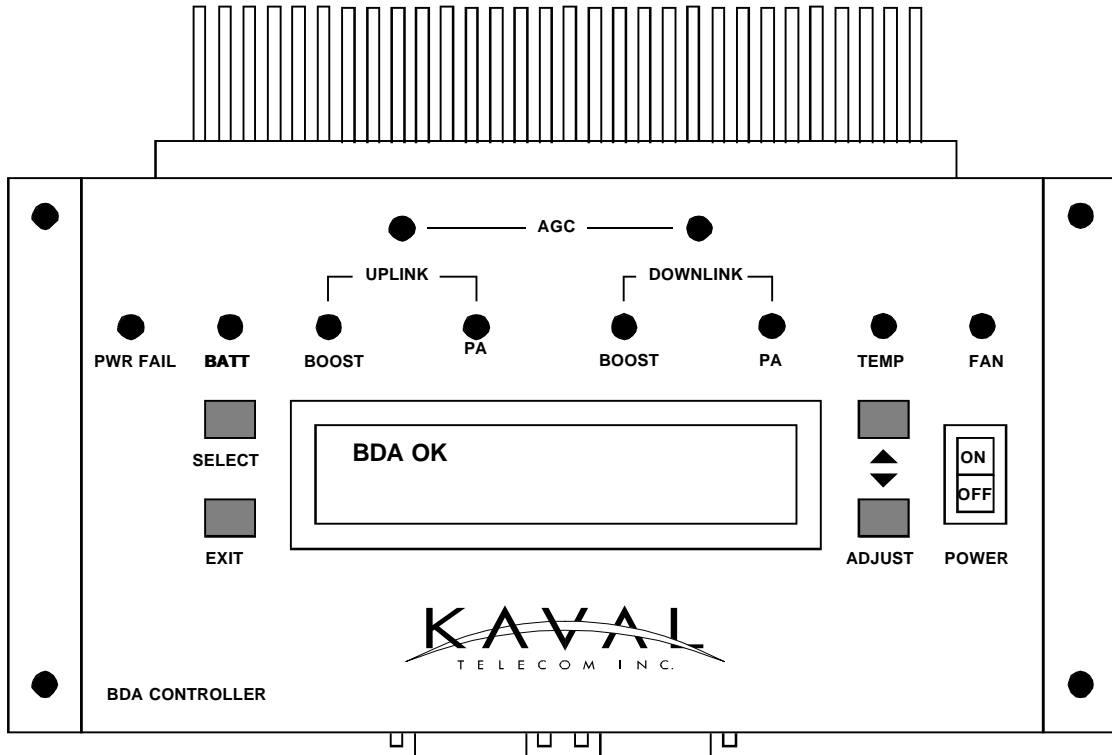 AGC
UPLINK DOWNLINK
PWR FAIL BATT BOOST PA BOOST PA TEMP FAN
BDA OK
SELECT
ON
OFF
EXIT ADJUST POWER
KAVAL
TELECOM INC.
BDA CONTROLLER